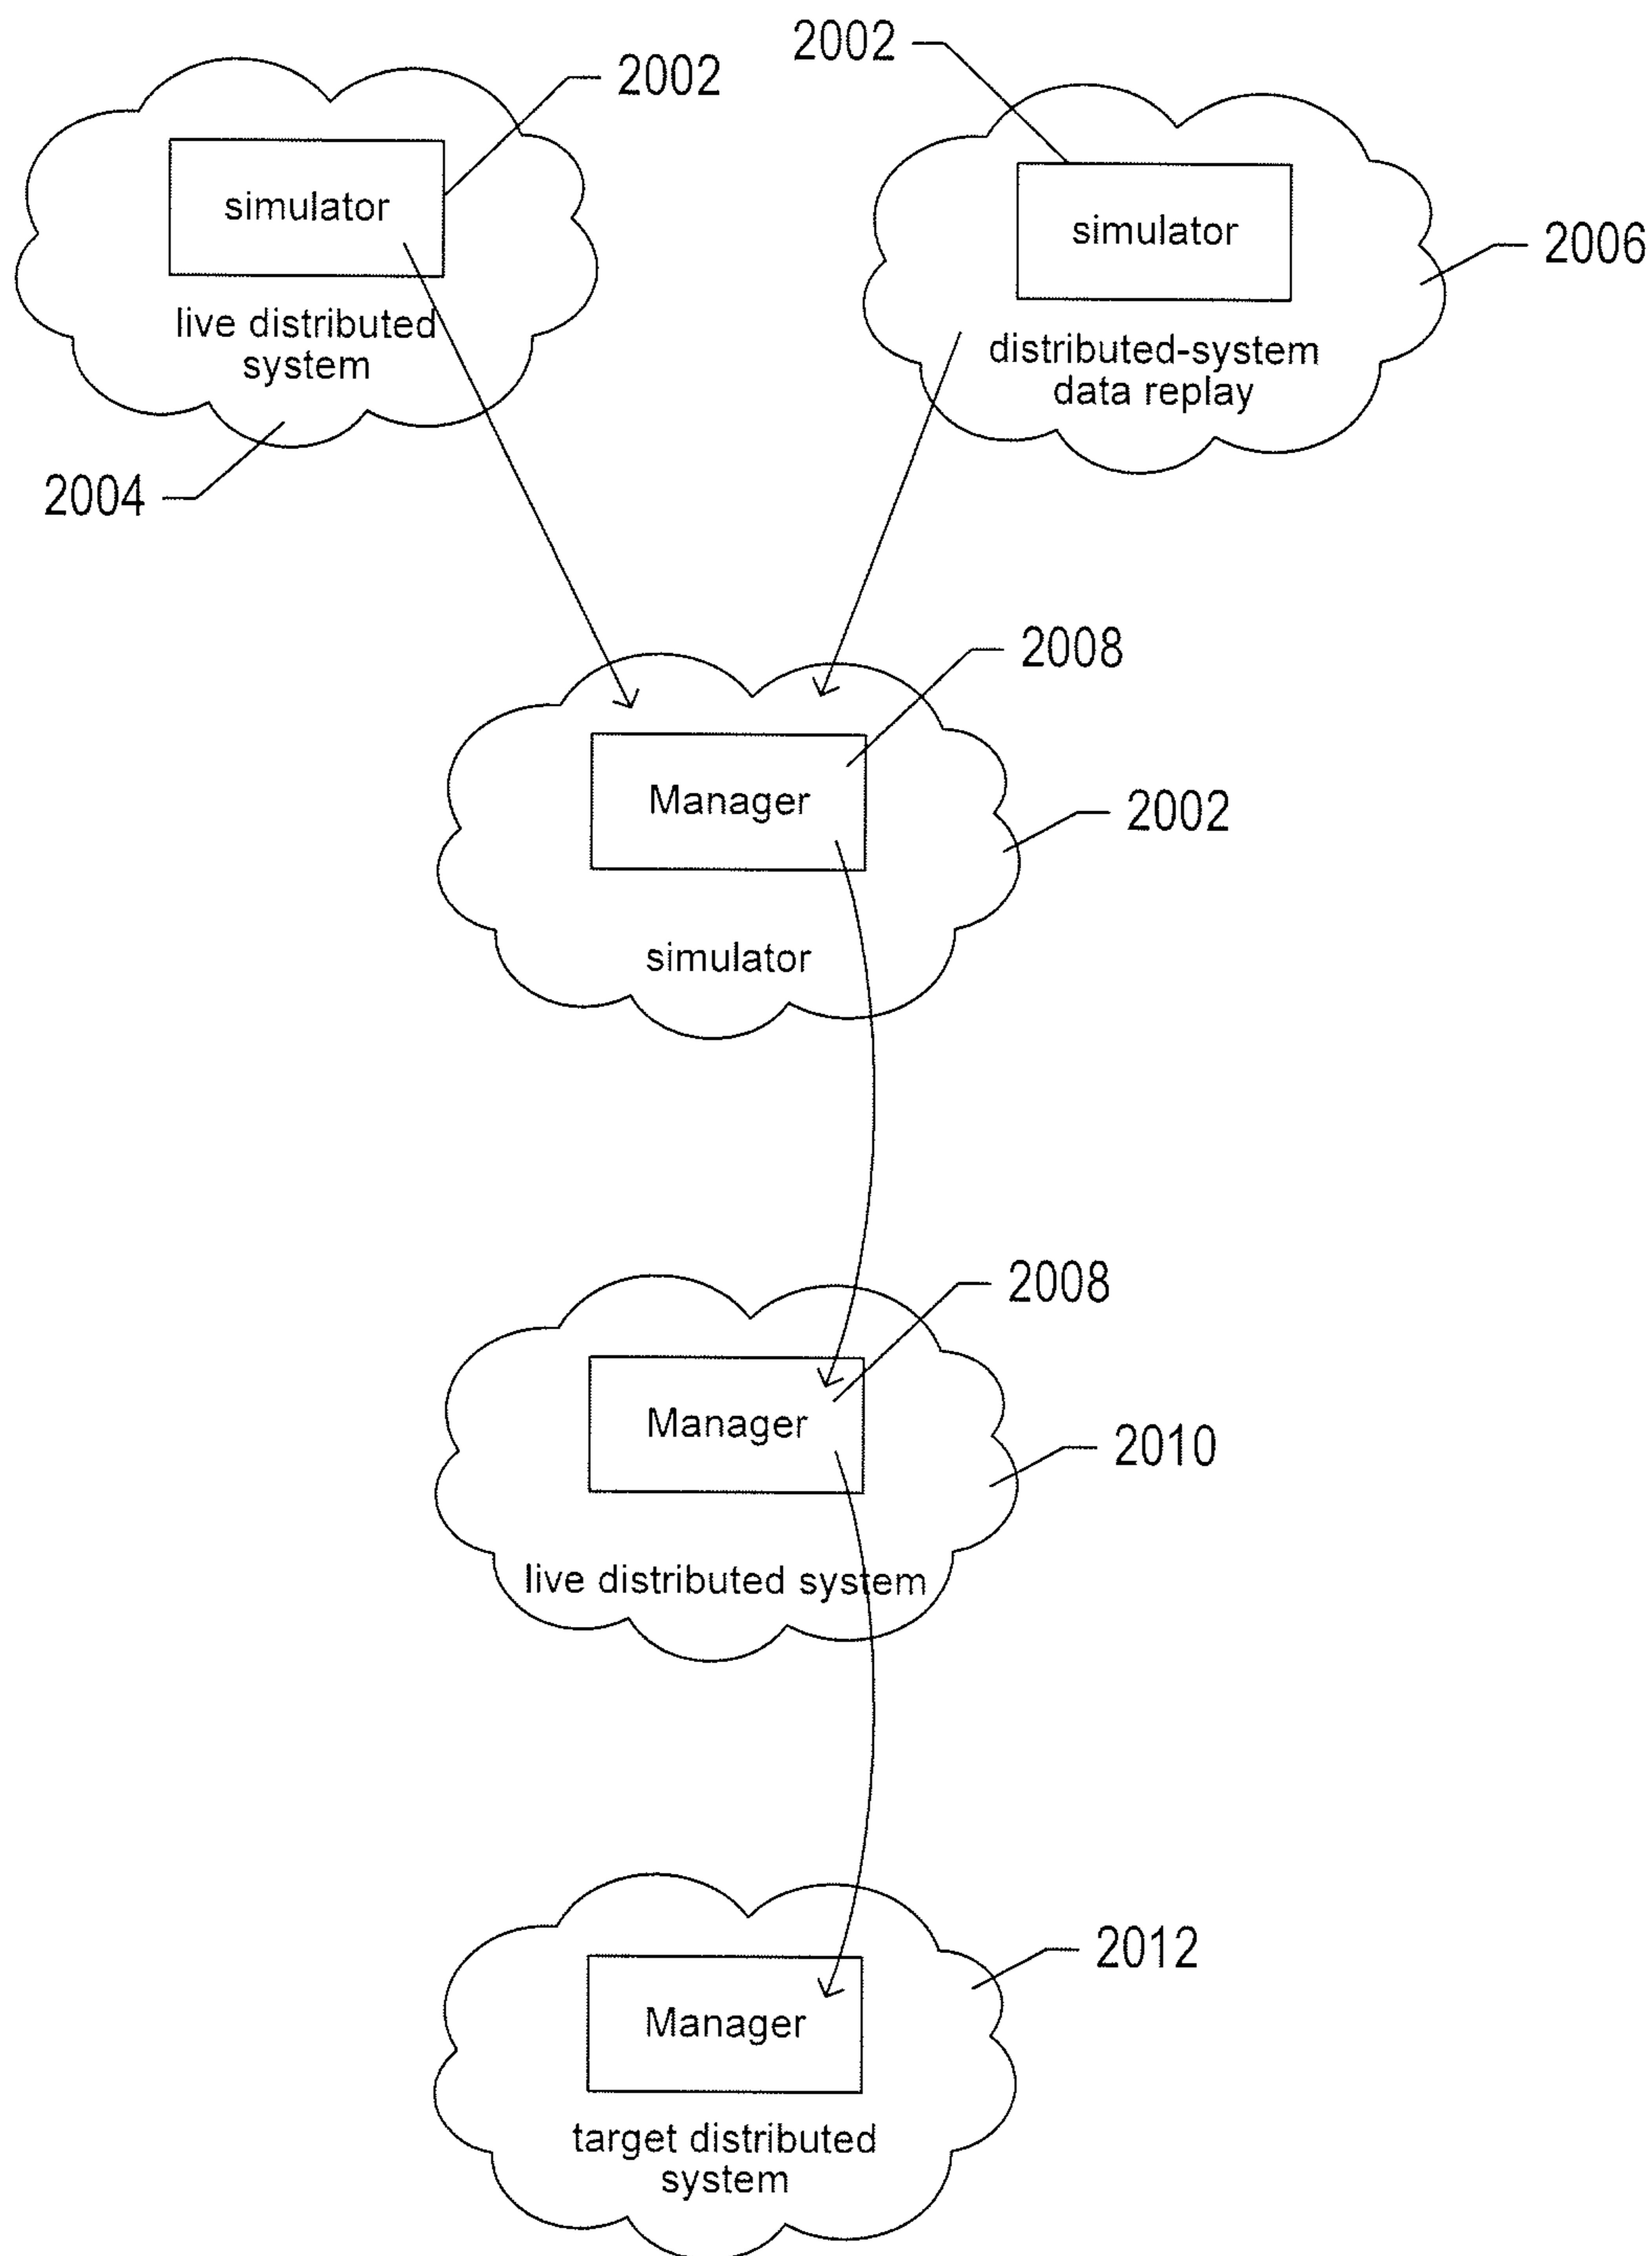 2002
2002
simulator
simulator
2006
live distributed
system
distributed-system
data replay
2004
2008
Manager
2002
simulator
2008
Manager
2010
live distributed system
2012
Manager
target distributed
system